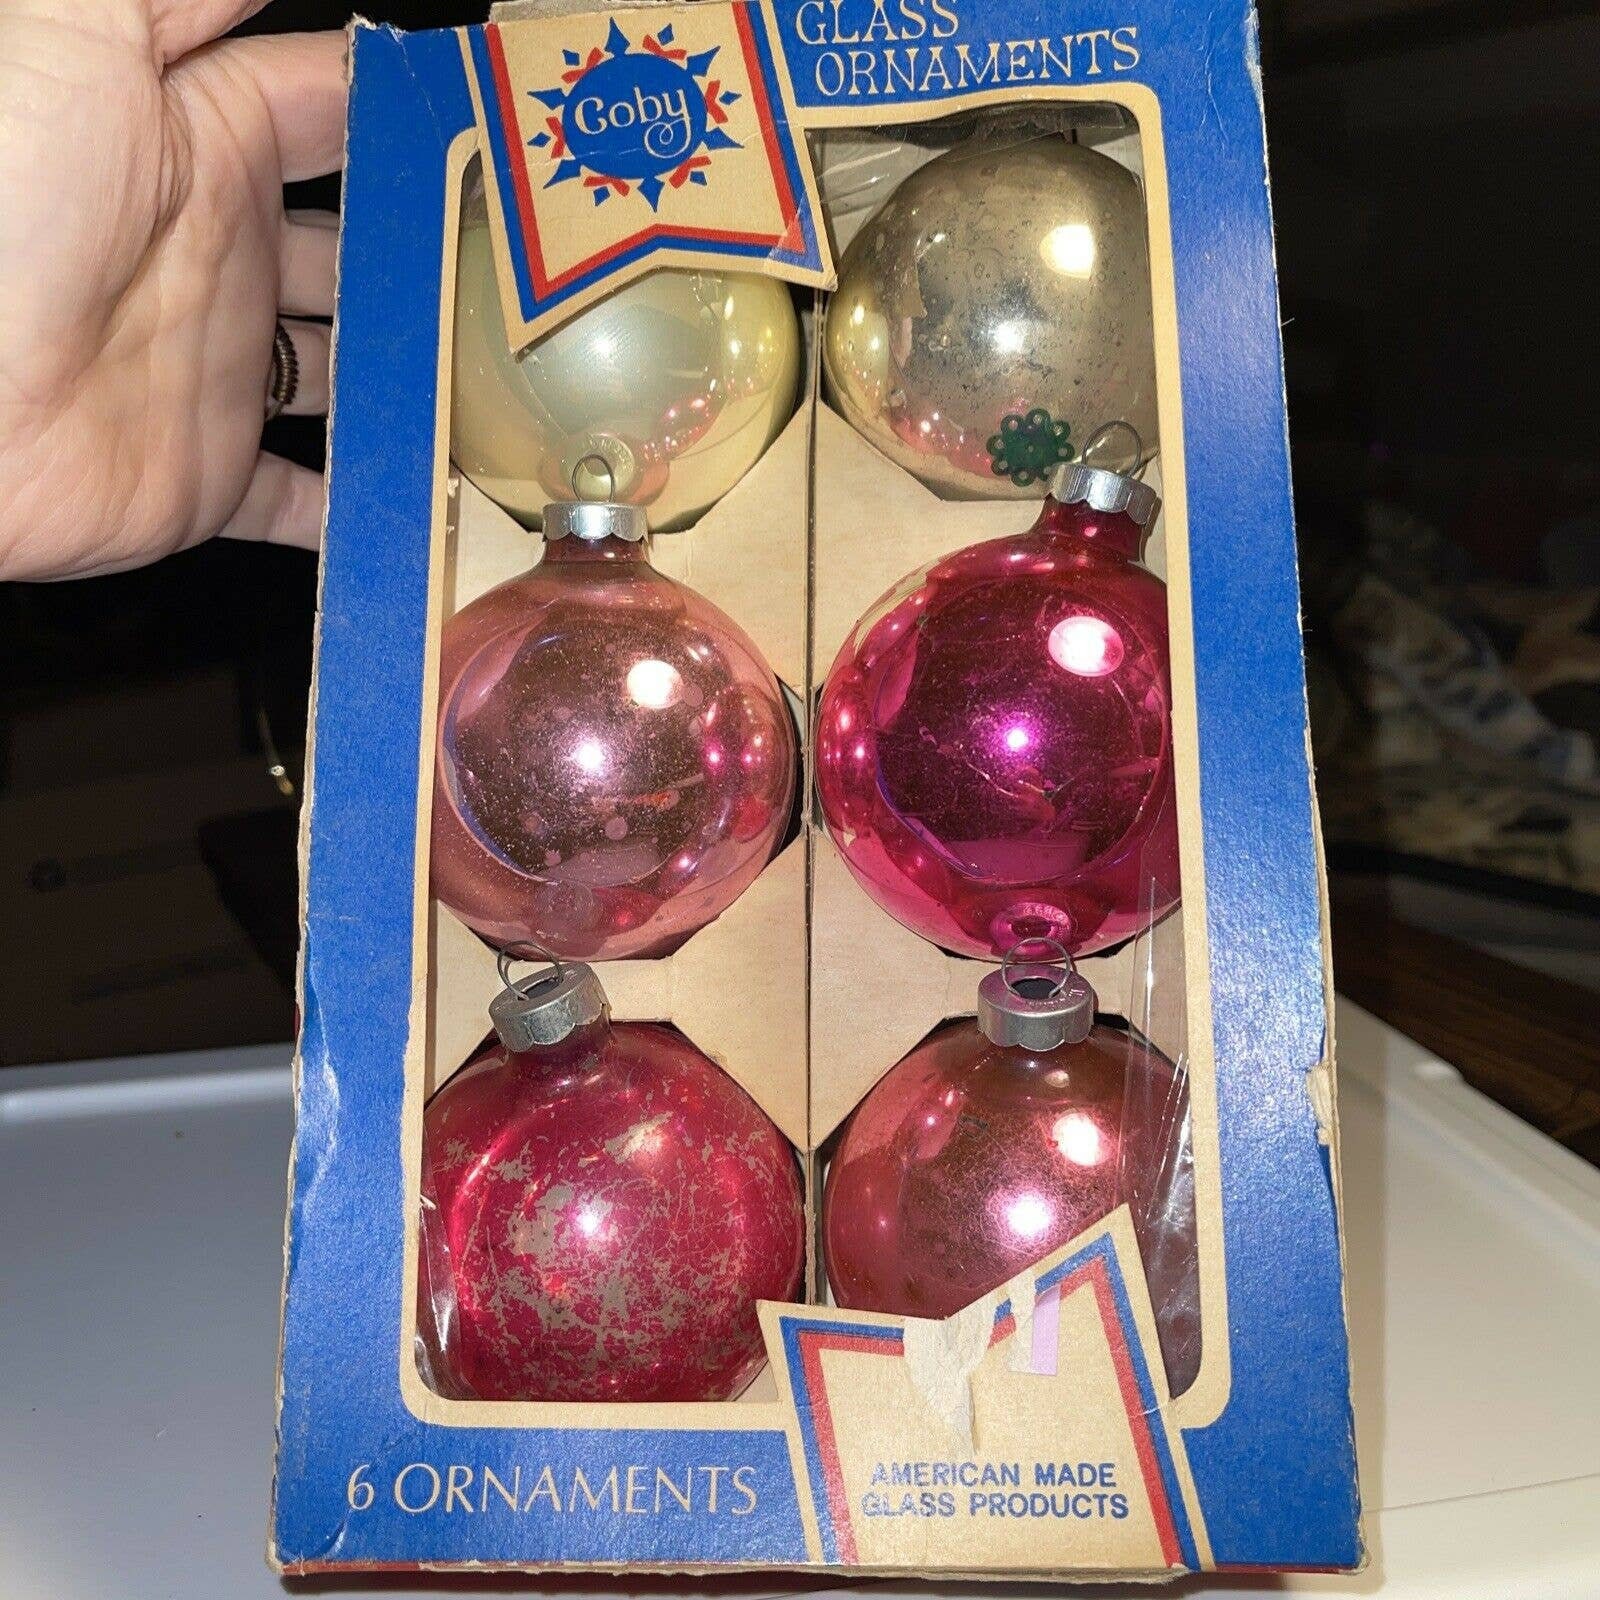 Coby
GLASS
ORNAMENTS
6 ORNAMENTS
AMERICAN MADE
GLASS PRODUCTS